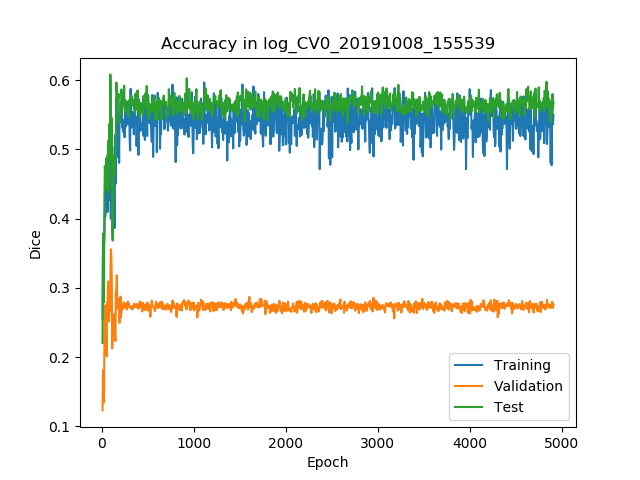 Accuracy in log_CV0_20191008_155539
0.6
0.5
0.4
0.3
0.2
0.1
Dice
0 1000 2000 3000 4000 5000
Epoch
Training
Validation
Test